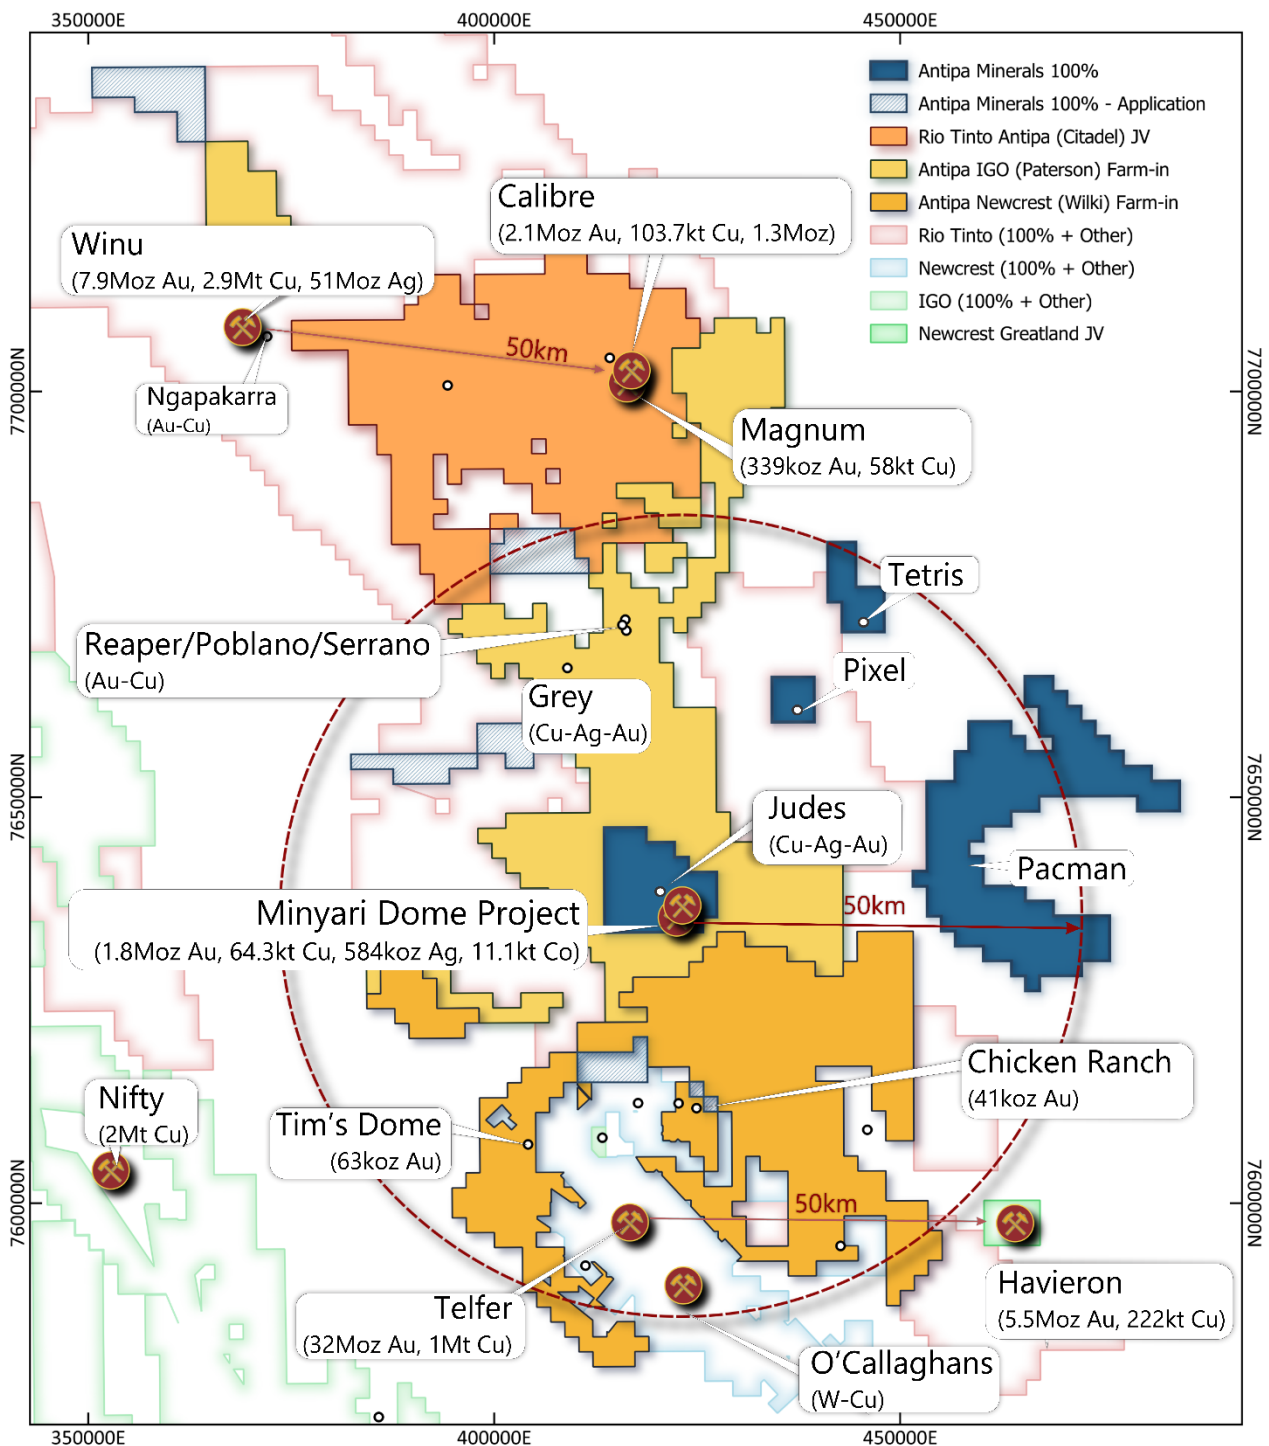 350000E
400000E
450000E
Antipa Minerals 100%
Antipa Minerals 100% - Application
Rio Tinto Antipa (Citadel) JV
Antipa IGO (Paterson) Farm-in
Antipa Newcrest (Wilki) Farm-in
Rio Tinto (100% + Other)
Newcrest (100% + Other)
IGO (100% + Other)
Newcrest Greatland JV
Calibre
(2.1Moz Au, 103.7kt Cu, 1.3Moz)
Winu
(7.9Moz Au, 2.9Mt Cu, 51Moz Ag)
50km
7700000N
7700000N
Ngapakarra
(Au-Cu)
Magnum
(339koz Au, 58kt Cu)
Tetris
Reaper/Poblano/Serrano
(Au-Cu)
Pixel
Grey
(Cu-Ag-Au)
7650000N
7650000N
Judes
(Cu-Ag-Au)
Pacman
Minyari Dome Project
(1.8Moz Au, 64.3kt Cu, 584koz Ag, 11.1kt Co)
50km
Chicken Ranch
(41koz Au)
Nifty
(2Mt Cu)
Tim's Dome
(63koz Au)
7600000N
7600000N
50km
Havieron
(5.5Moz Au, 222kt Cu)
Telfer
(32Moz Au, 1Mt Cu)
O'Callaghans
(W-Cu)
350000E
400000E
450000E